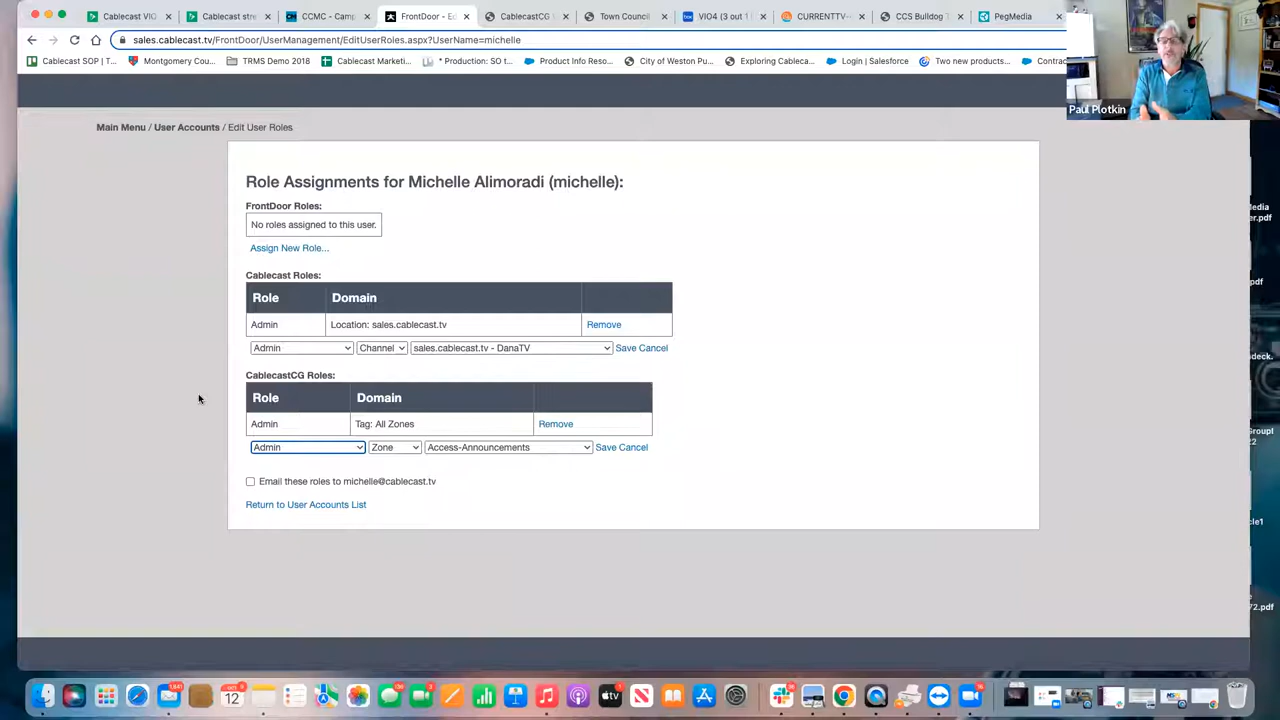 Cablecast VIO
Cablecast stre
CCMC - Camp
FrontDoor - Ed
CablecastCG
Town Council
VIO4 (3 out 1
CURRENTTV-
CCS Bulldog T
PegMedia
sales.cablecast.tv/FrontDoor/UserManagement/EditUserRoles.aspx?UserName=michelle
Cablecast SOP | T...
Montgomery Cou...
TRMS Demo 2018
Cablecast Marketi...
* Production: SO t...
Product Info Reso...
City of Weston Pu...
Exploring Cableca...
Login | Salesforce
Two new products...
Contra
Paul Plotkin
Main Menu / User Accounts / Edit User Roles
Role Assignments for Michelle Alimoradi (michelle):
FrontDoor Roles:
No roles assigned to this user.
Assign New Role...
Cablecast Roles:
Role Domain
Admin Location: sales.cablecast.tv Remove
Admin Channel sales.cablecast.tv - DanaTV Save Cancel
CablecastCG Roles:
Role Domain
Admin Tag: All Zones Remove
Admin Zone Access-Announcements Save Cancel
Email these roles to michelle@cablecast.tv
Return to User Accounts List
OCT
12
tv